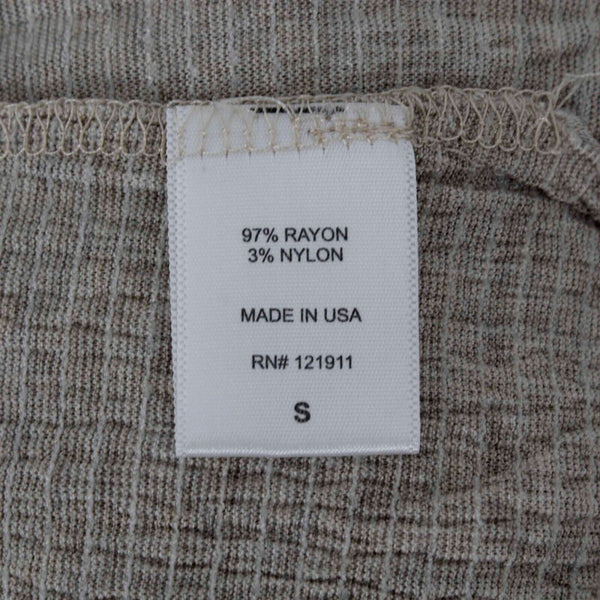 97% RAYON
3% NYLON
MADE IN USA
RN# 121911
S